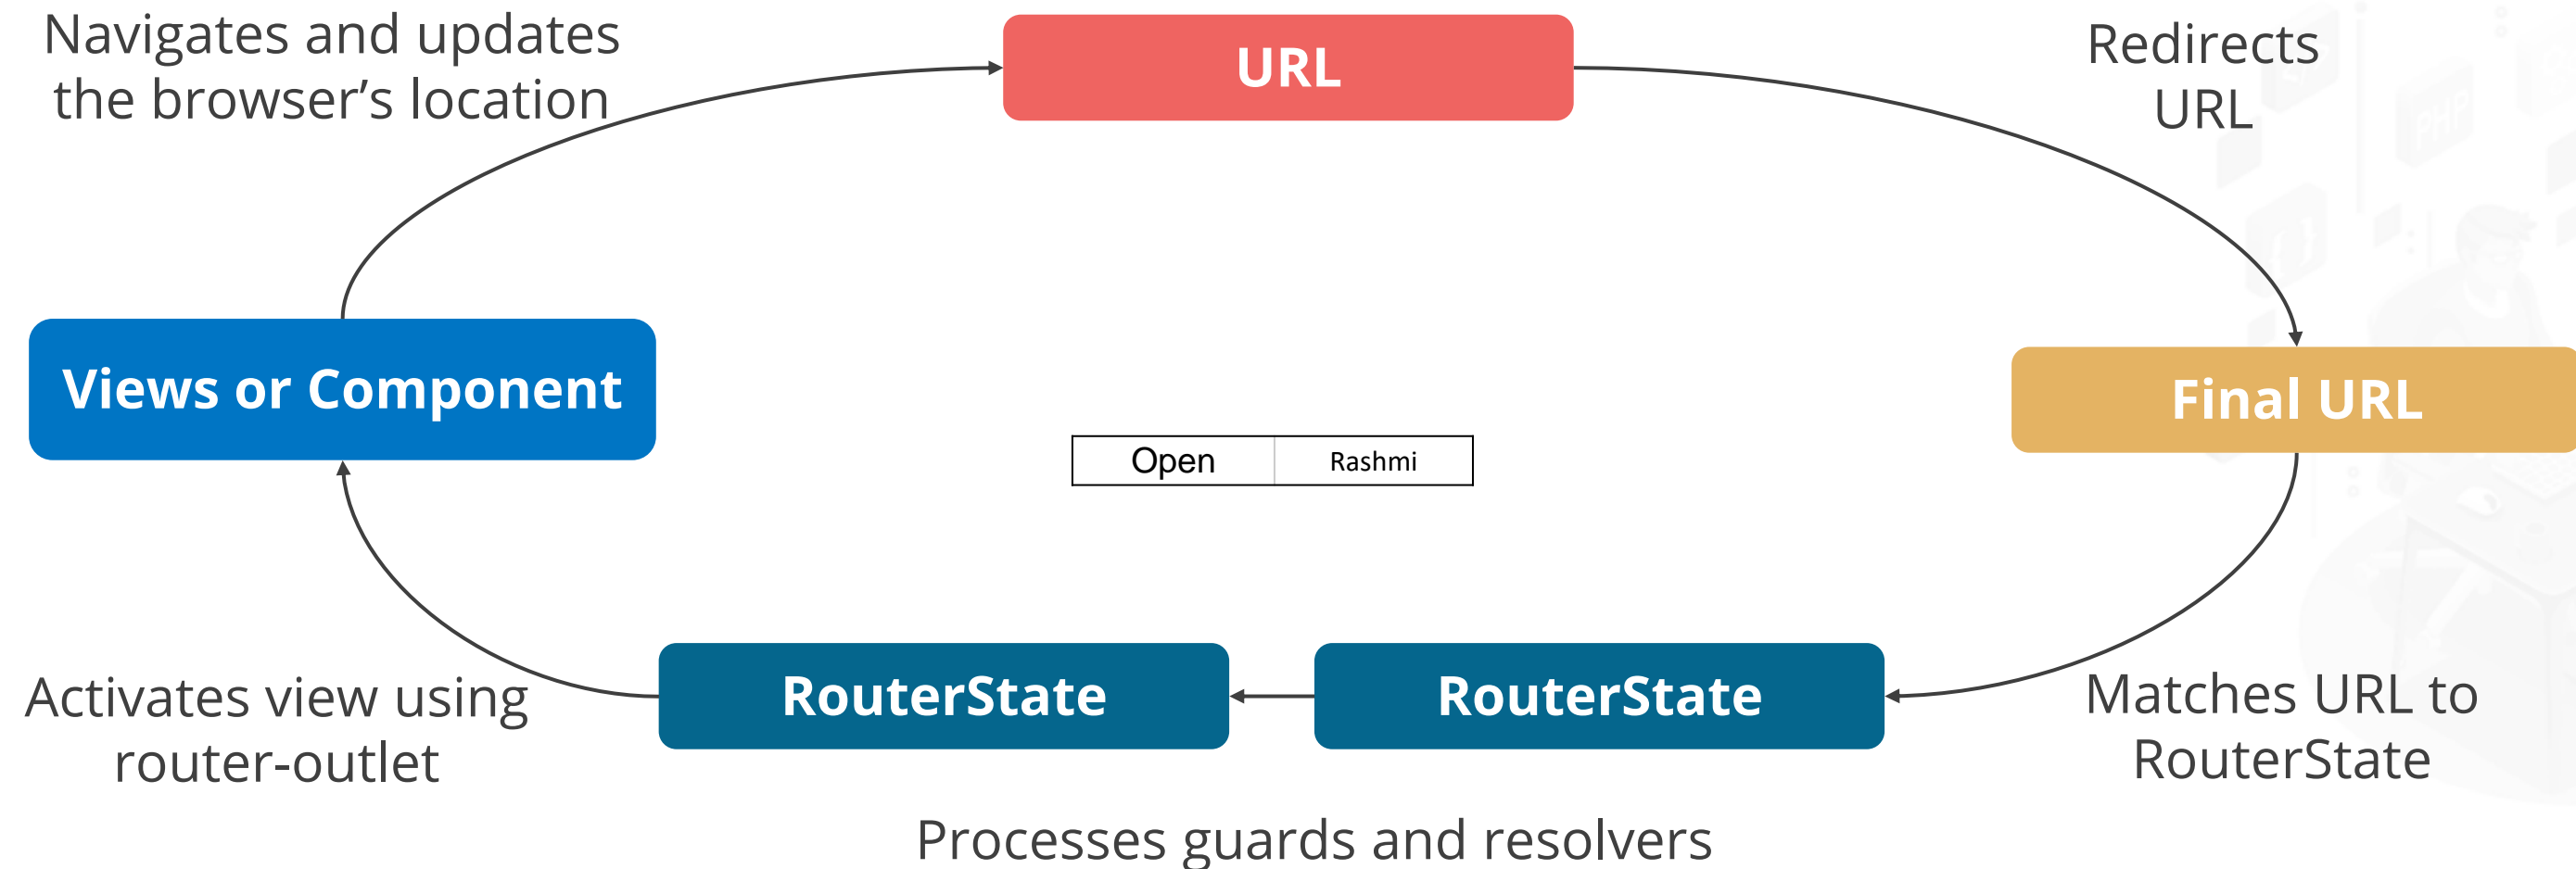 Navigates and updates
the browser’s location
URL
Redirects
URL
Views or Component
Final URL
Open Rashmi
RouterState
RouterState
Activates view using
router-outlet
Matches URL to
RouterState
Processes guards and resolvers
PHP